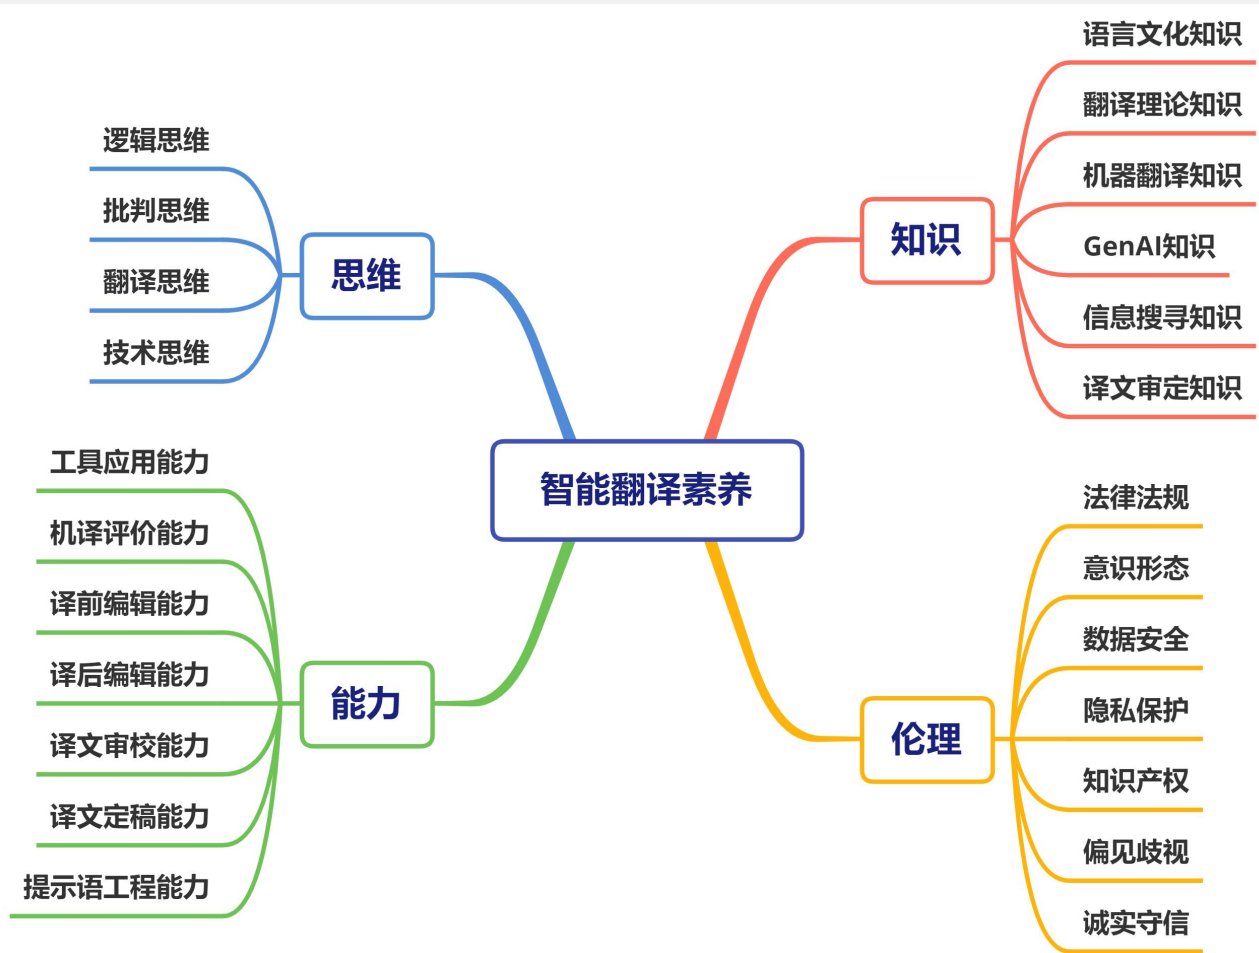 智能翻译素养
思维
逻辑思维
批判思维
翻译思维
技术思维
知识
语言文化知识
翻译理论知识
机器翻译知识
GenAI知识
信息搜寻知识
译文审定知识
能力
工具应用能力
机译评价能力
译前编辑能力
译后编辑能力
译文审校能力
译文定稿能力
提示语工程能力
伦理
法律法规
意识形态
数据安全
隐私保护
知识产权
偏见歧视
诚实守信